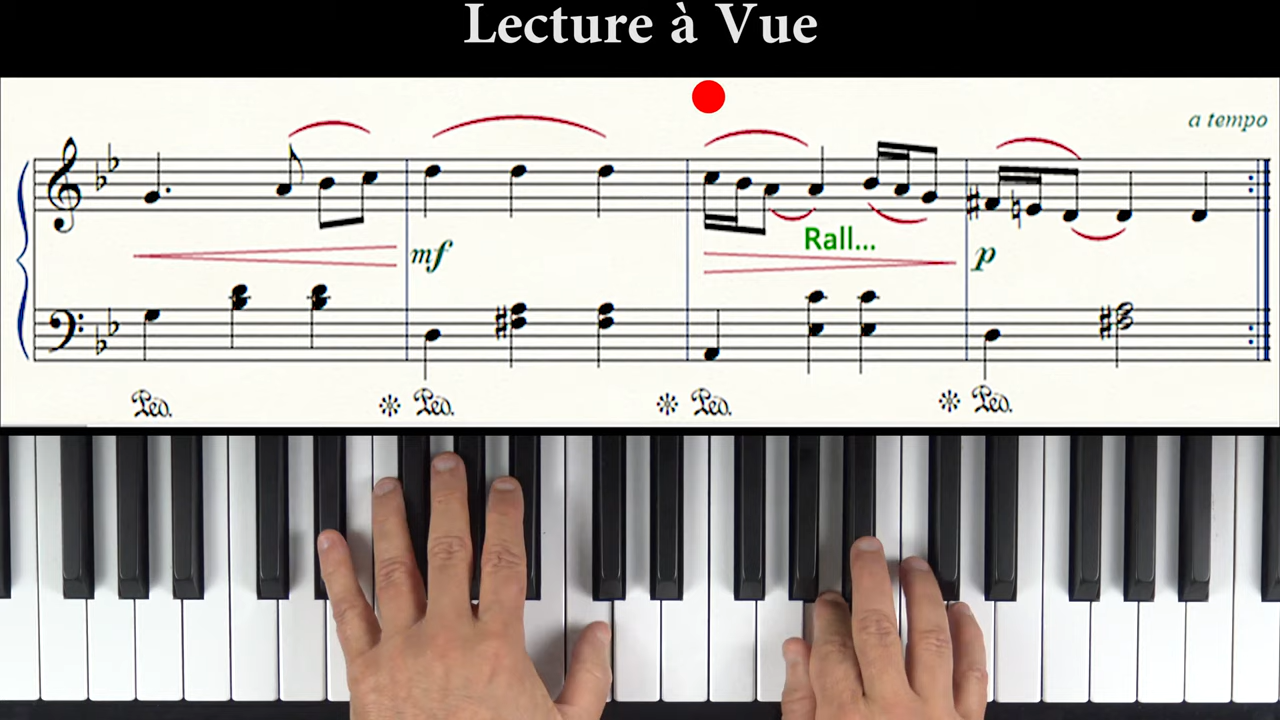 Lecture à Vue
a tempo
Rall...
mf
p
Ped. Ped. Ped. Ped.